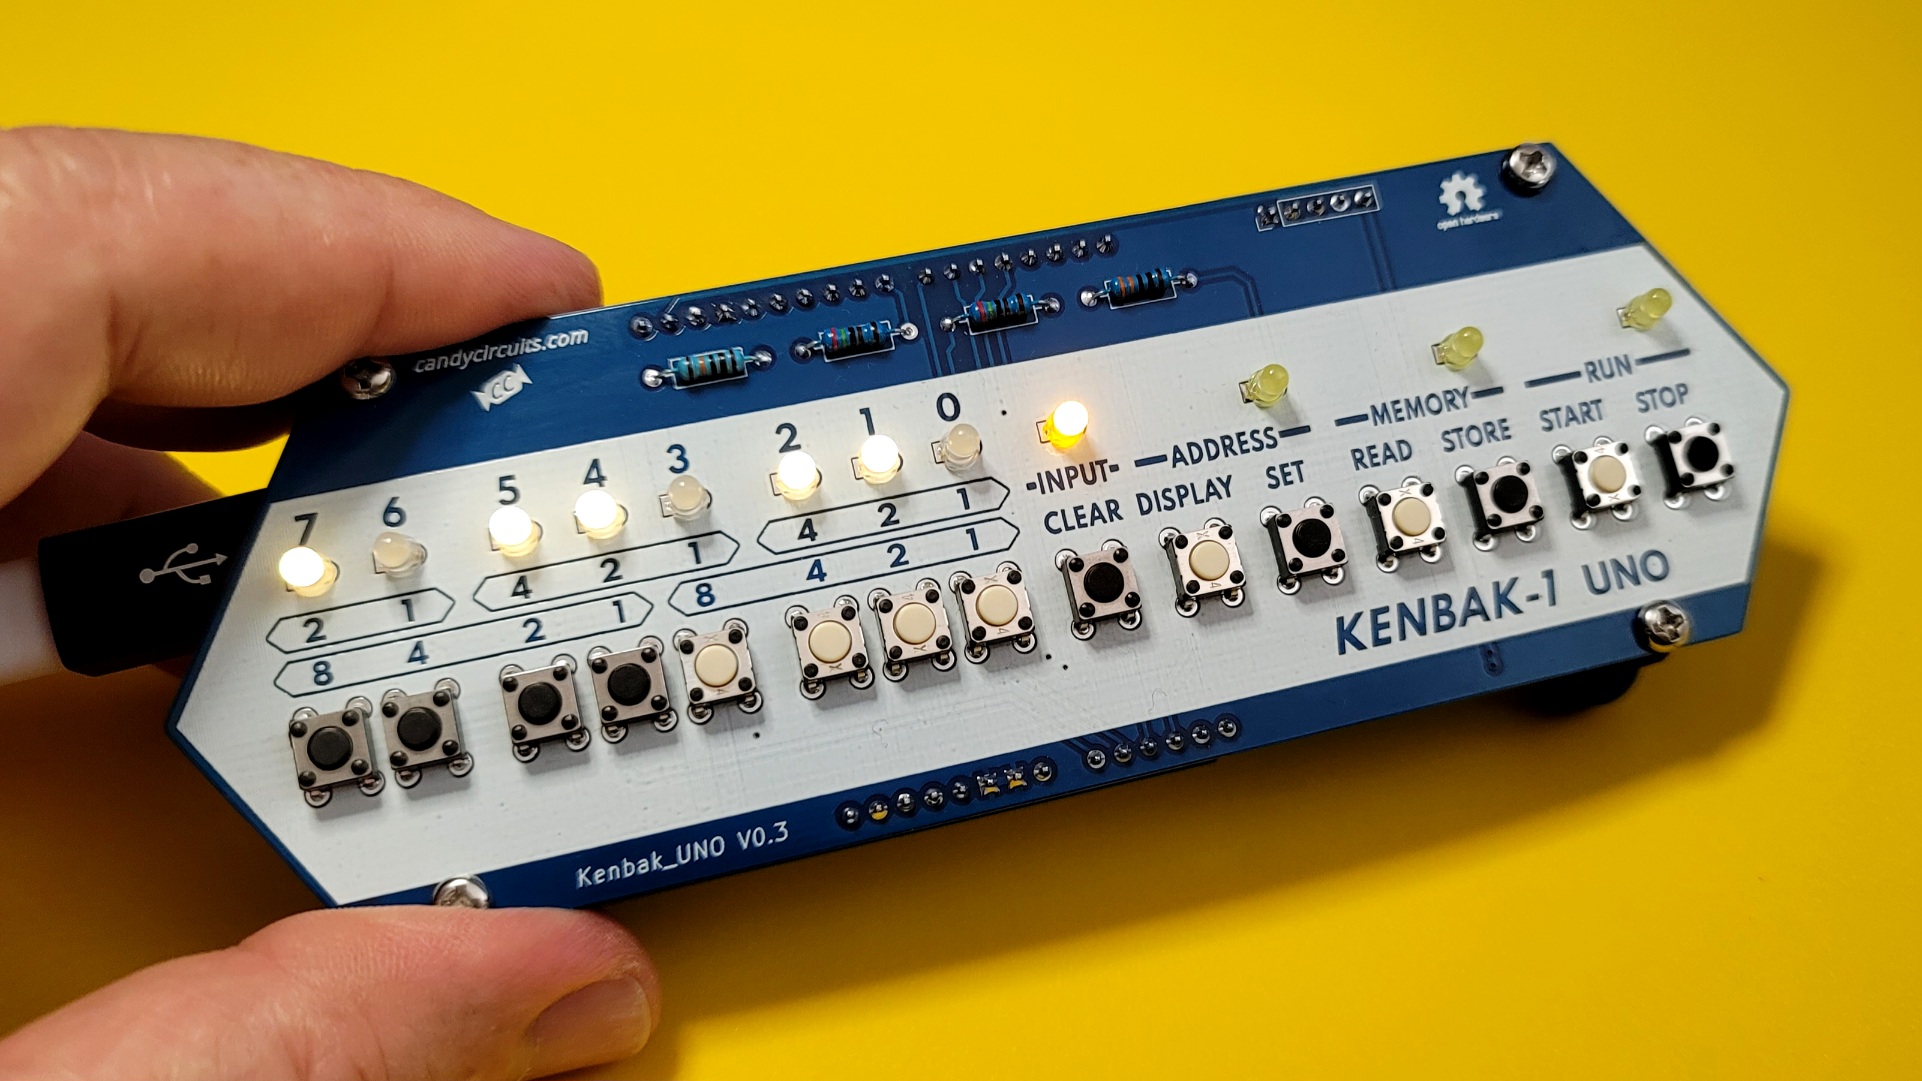 candycircuits.com
CC
open hardware
7 6 5 4 3 2 1 0
2 1 4 2 1 4 2 1
8 4 2 1 8 4 2 1
-INPUT- ADDRESS MEMORY RUN
CLEAR DISPLAY SET READ STORE START STOP
KENBAK-1 UNO
Kenbak_UNO V0.3